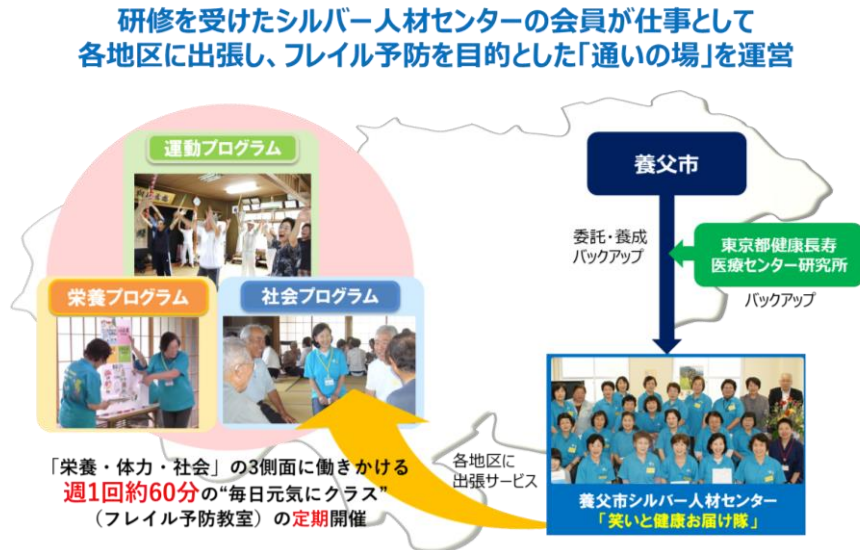 研修を受けたシルバー人材センターの会員が仕事として
各地区に出張し、フレイル予防を目的とした「通いの場」を運営
運動プログラム
栄養プログラム
社会プログラム
「栄養・体力・社会」の3側面に働きかける
週1回約60分の“毎日元気にクラス”
（フレイル予防教室）の定期開催
養父市
委託・養成
バックアップ
東京都健康長寿
医療センター研究所
バックアップ
各地区に
出張サービス
養父市シルバー人材センター
「笑いと健康お届け隊」